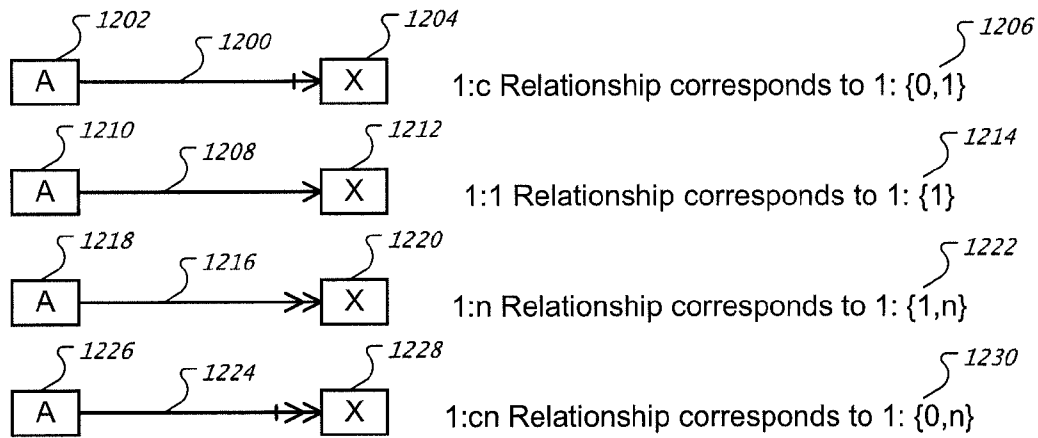 1202 1200 1204 1206
A X 1:c Relationship corresponds to 1: {0,1}
1210 1208 1212 1214
A X 1:1 Relationship corresponds to 1: {1}
1218 1216 1220 1222
A X 1:n Relationship corresponds to 1: {1,n}
1226 1224 1228 1230
A X 1:cn Relationship corresponds to 1: {0,n}